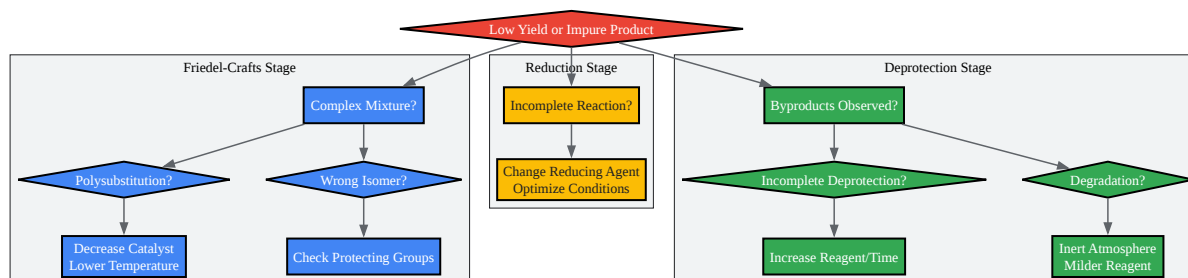 Low Yield or Impure Product
Friedel-Crafts Stage
Reduction Stage
Deprotection Stage
Complex Mixture?
Incomplete Reaction?
Byproducts Observed?
Polysubstitution?
Wrong Isomer?
Change Reducing Agent
Optimize Conditions
Incomplete Deprotection?
Degradation?
Decrease Catalyst
Lower Temperature
Check Protecting Groups
Increase Reagent/Time
Inert Atmosphere
Milder Reagent